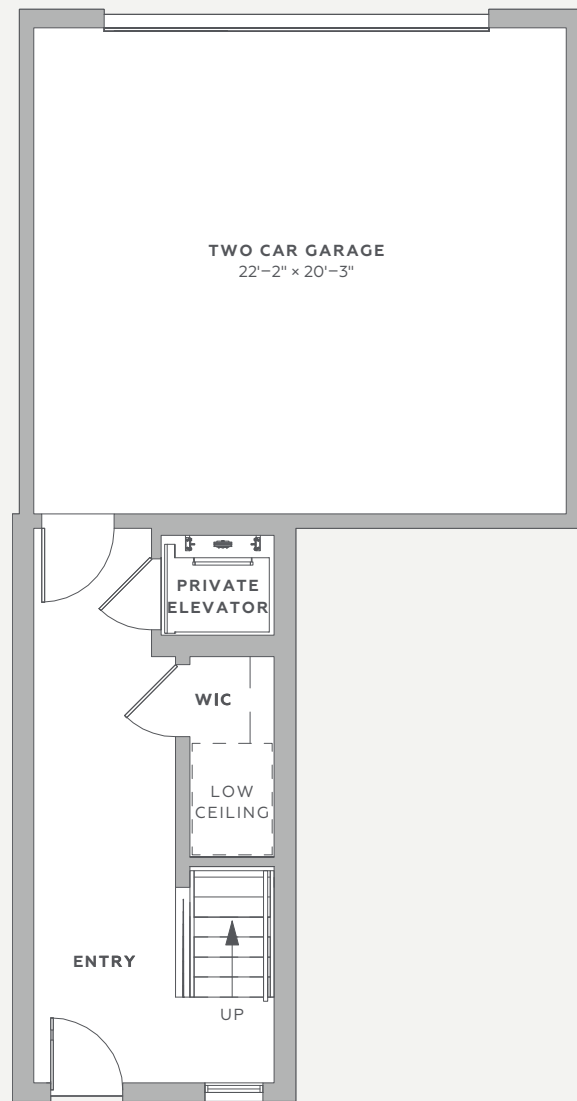 TWO CAR GARAGE
22'–2" × 20'–3"
PRIVATE
ELEVATOR
WIC
LOW
CEILING
ENTRY
UP